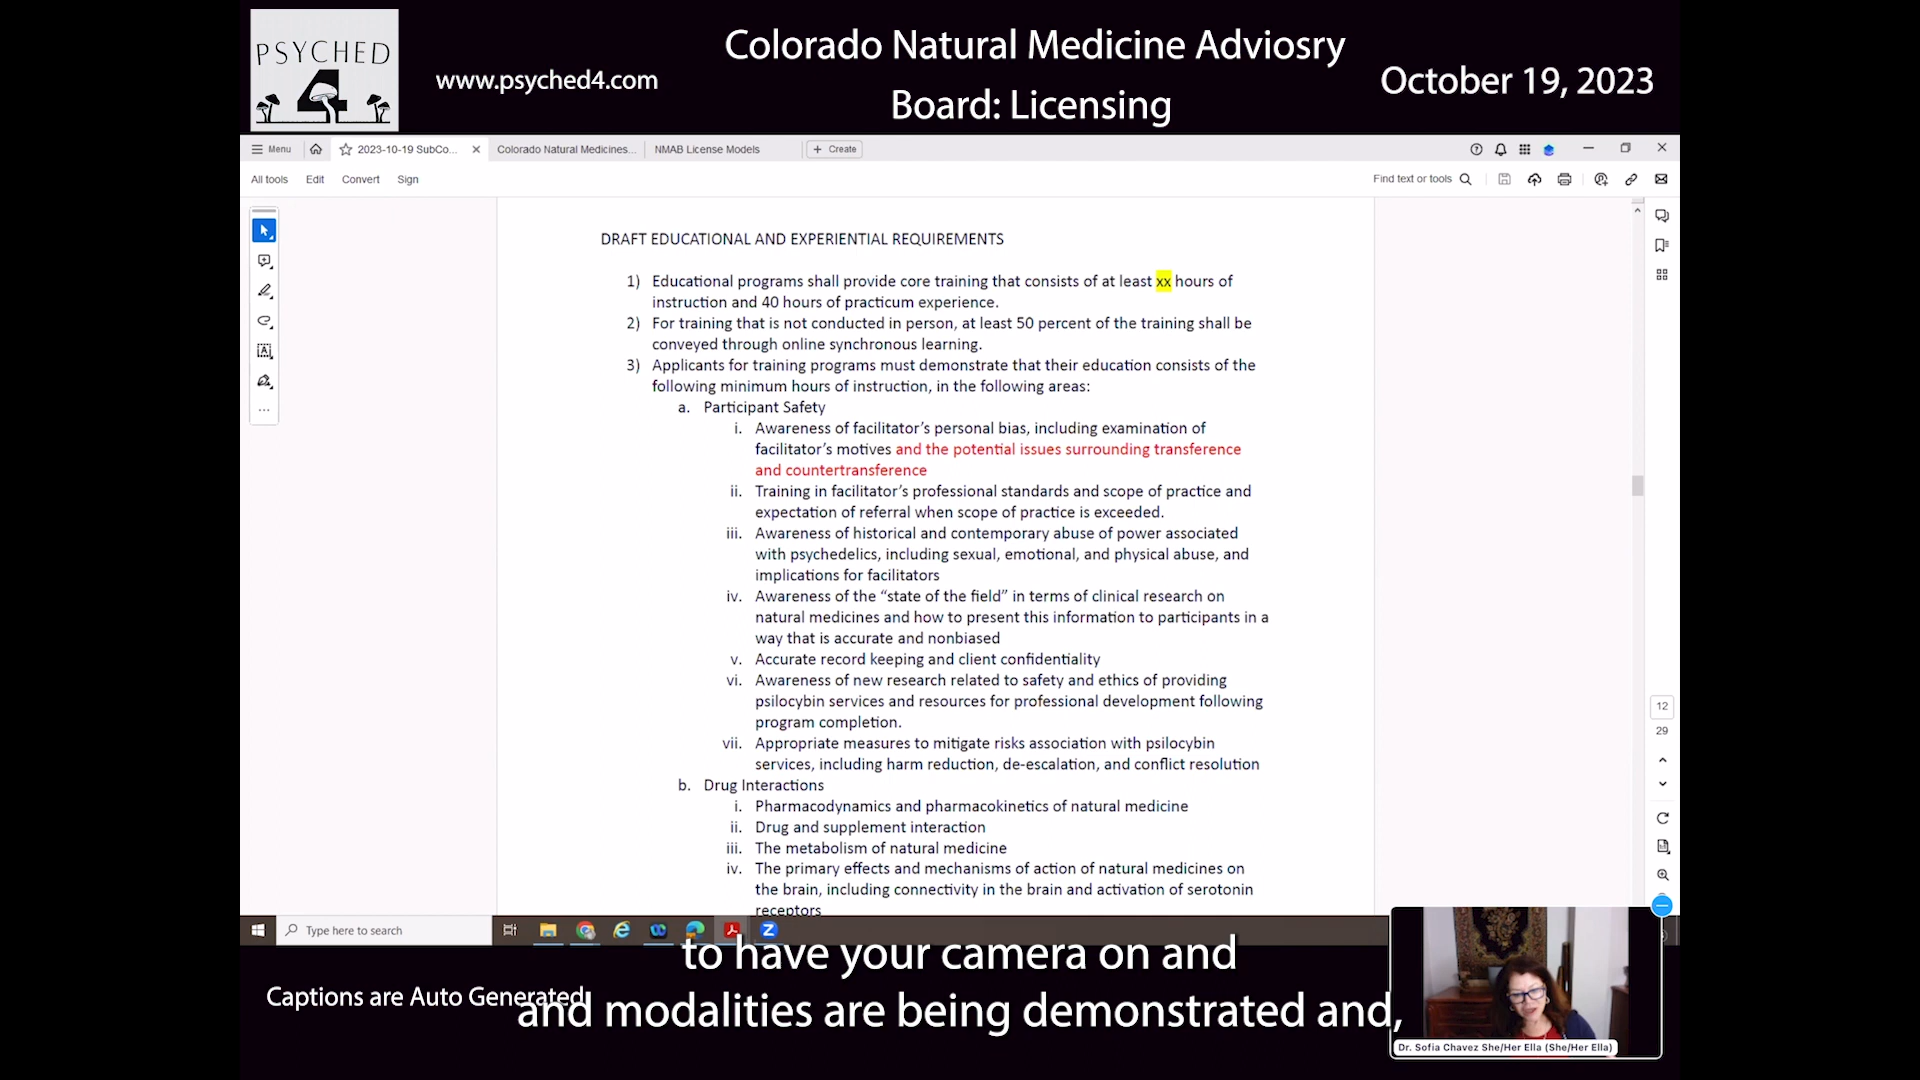 PSYCHED
4
www.psyched4.com
Colorado Natural Medicine Adviosry
Board: Licensing
October 19, 2023
Menu
2023-10-19 SubCo...
Colorado Natural Medicines...
NMAB License Models
+ Create
All tools
Edit
Convert
Sign
Find text or tools
DRAFT EDUCATIONAL AND EXPERIENTIAL REQUIREMENTS
1) Educational programs shall provide core training that consists of at least xx hours of
instruction and 40 hours of practicum experience.
2) For training that is not conducted in person, at least 50 percent of the training shall be
conveyed through online synchronous learning.
3) Applicants for training programs must demonstrate that their education consists of the
following minimum hours of instruction, in the following areas:
a. Participant Safety
i. Awareness of facilitator’s personal bias, including examination of
facilitator’s motives and the potential issues surrounding transference
and countertransference
ii. Training in facilitator’s professional standards and scope of practice and
expectation of referral when scope of practice is exceeded.
iii. Awareness of historical and contemporary abuse of power associated
with psychedelics, including sexual, emotional, and physical abuse, and
implications for facilitators
iv. Awareness of the “state of the field” in terms of clinical research on
natural medicines and how to present this information to participants in a
way that is accurate and nonbiased
v. Accurate record keeping and client confidentiality
vi. Awareness of new research related to safety and ethics of providing
psilocybin services and resources for professional development following
program completion.
vii. Appropriate measures to mitigate risks association with psilocybin
services, including harm reduction, de-escalation, and conflict resolution
b. Drug Interactions
i. Pharmacodynamics and pharmacokinetics of natural medicine
ii. Drug and supplement interaction
iii. The metabolism of natural medicine
iv. The primary effects and mechanisms of action of natural medicines on
the brain, including connectivity in the brain and activation of serotonin
receptors
12
29
Type here to search
to have your camera on and
Captions are Auto Generated
and modalities are being demonstrated and,
Dr. Sofia Chavez She/Her Ella (She/Her Ella)